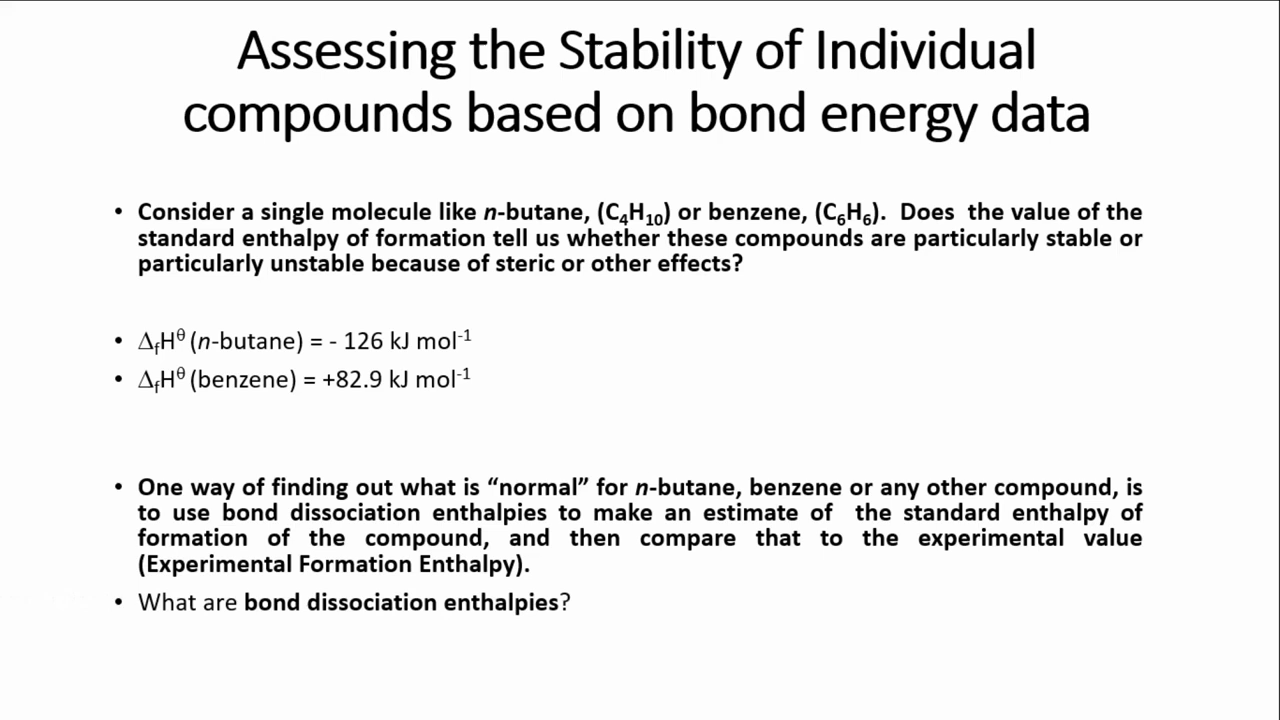 Assessing the Stability of Individual
compounds based on bond energy data
• Consider a single molecule like n-butane, (C₄H₁₀) or benzene, (C₆H₆). Does the value of the
standard enthalpy of formation tell us whether these compounds are particularly stable or
particularly unstable because of steric or other effects?
• ΔfHθ (n-butane) = - 126 kJ mol⁻¹
• ΔfHθ (benzene) = +82.9 kJ mol⁻¹
• One way of finding out what is “normal” for n-butane, benzene or any other compound, is
to use bond dissociation enthalpies to make an estimate of the standard enthalpy of
formation of the compound, and then compare that to the experimental value
(Experimental Formation Enthalpy).
• What are bond dissociation enthalpies?